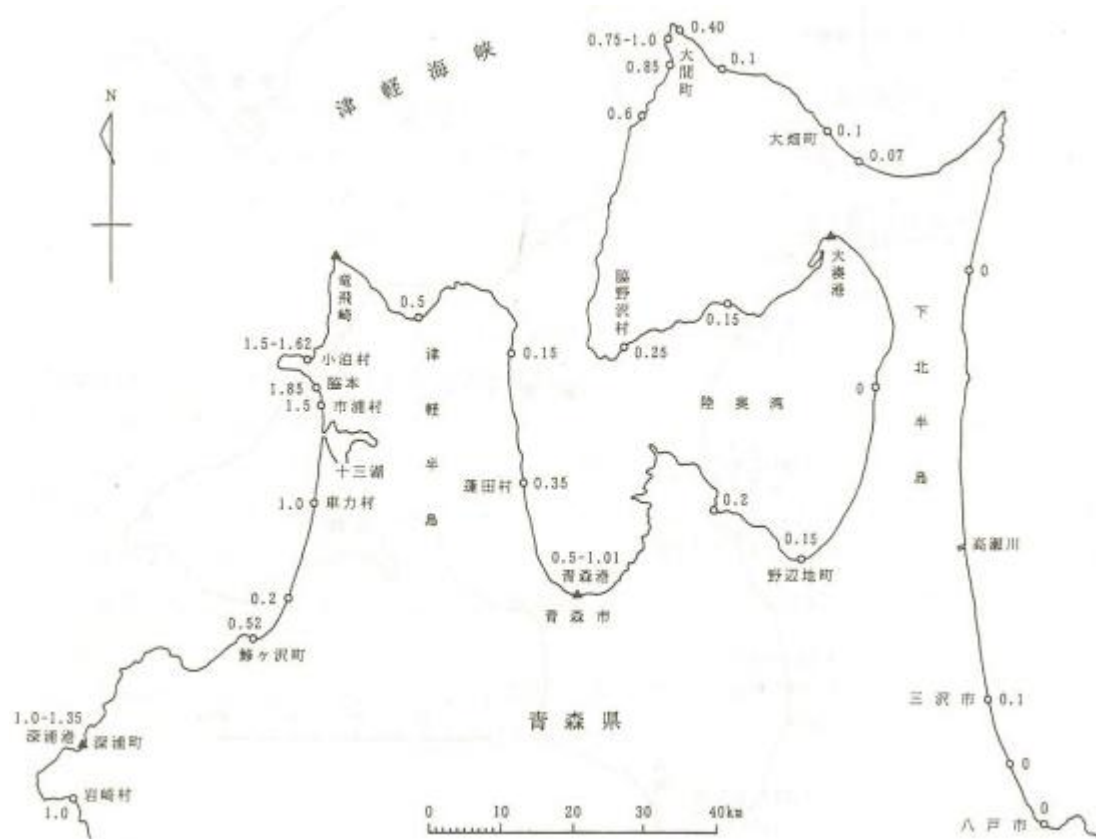 津軽海峡
N
0.40
0.75-1.0
0.85
大間町
0.1
0.6
大畑町
0.1
0.07
竜飛崎
0.5
大湊港
0
脇野沢村
0.15
0.25
下北半島
1.5-1.62
小泊村
0.15
津軽半島
脇本
1.85
1.5
市浦村
陸奥湾
0
十三湖
蓬田村
0.35
1.0
車力村
0.2
0.15
野辺地町
高瀬川
0.5-1.01
青森港
青森市
0.2
0.52
鰺ヶ沢町
三沢市
0.1
1.0-1.35
深浦港
深浦町
青森県
0
岩崎村
1.0
0
10
20
30
40km
0
八戸市